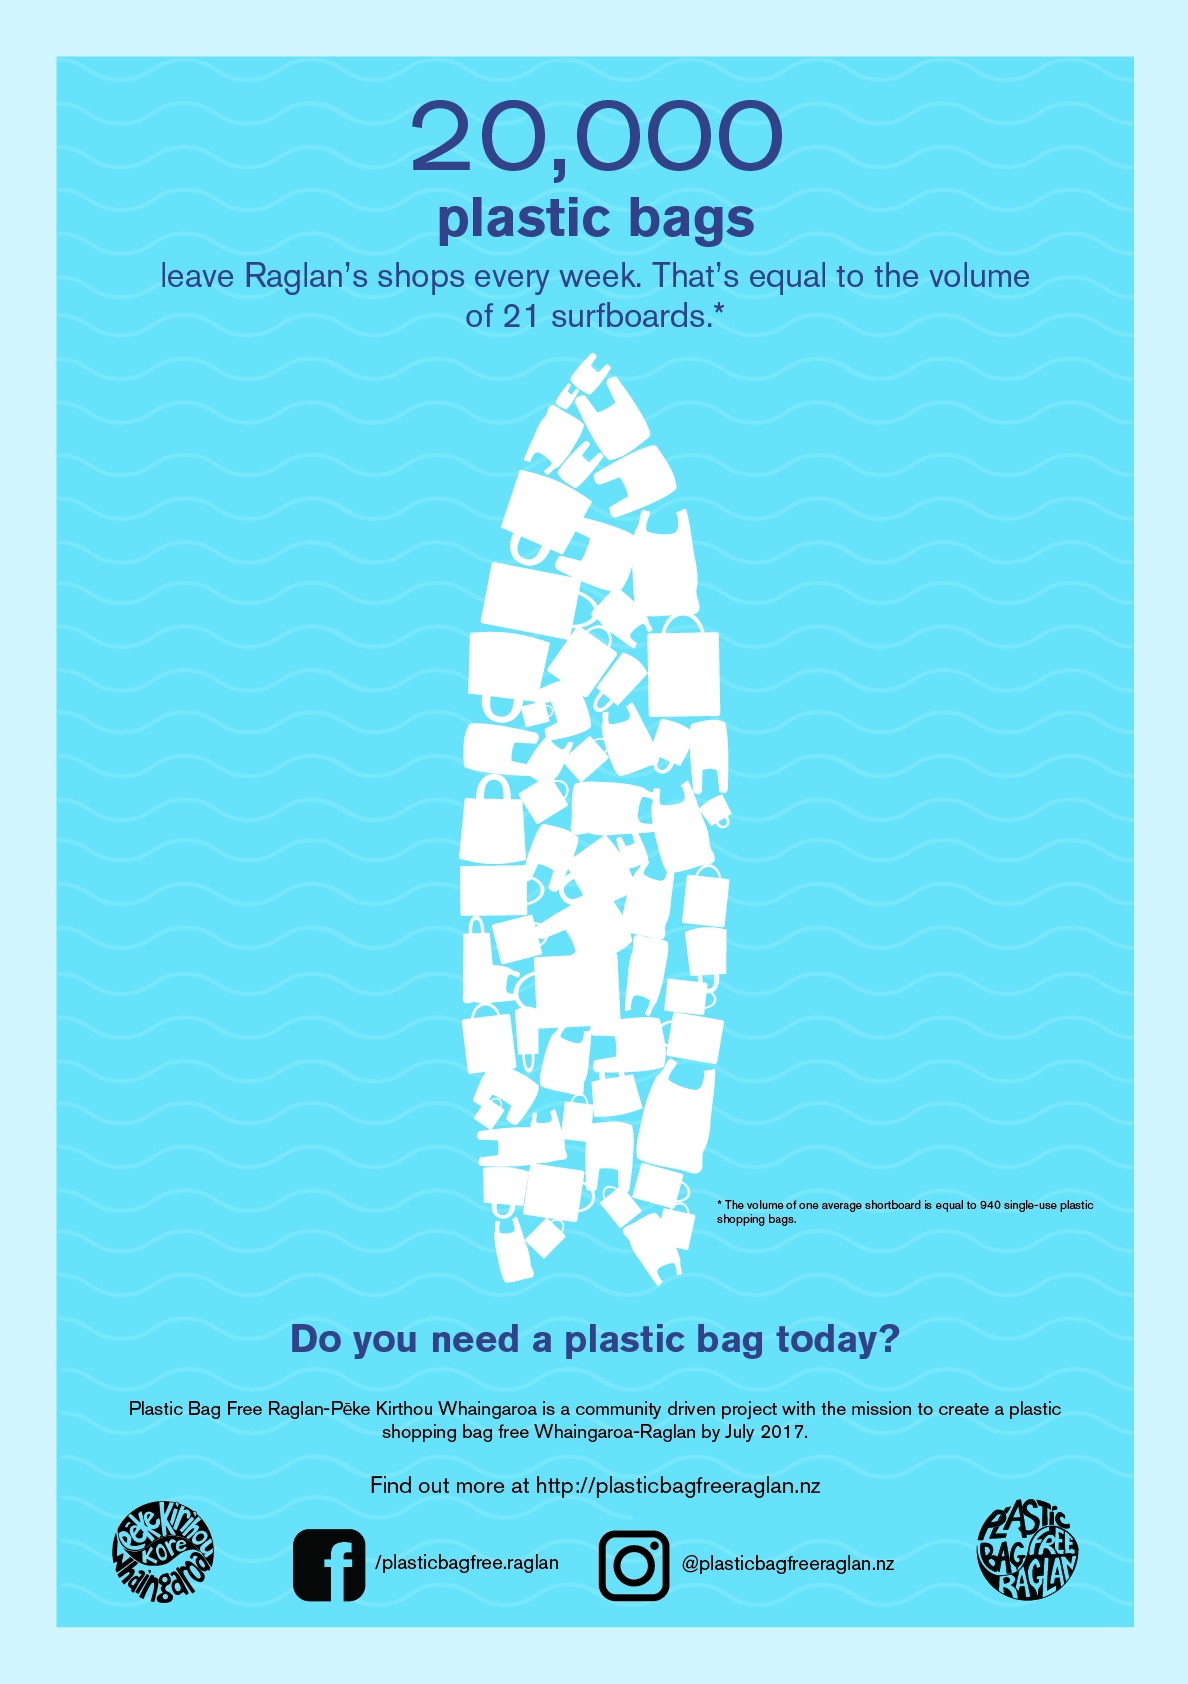 20,000
plastic bags
leave Raglan’s shops every week. That’s equal to the volume
of 21 surfboards.*
* The volume of one average shortboard is equal to 940 single-use plastic
shopping bags.
Do you need a plastic bag today?
Plastic Bag Free Raglan-Pēke Kirthou Whaingaroa is a community driven project with the mission to create a plastic
shopping bag free Whaingaroa-Raglan by July 2017.
Find out more at http://plasticbagfreeraglan.nz
Pēke Kirihou
Kore
Whaingaroa
f /plasticbagfree.raglan
@plasticbagfreeraglan.nz
PLASTIC
BAG FREE
RAGLAN